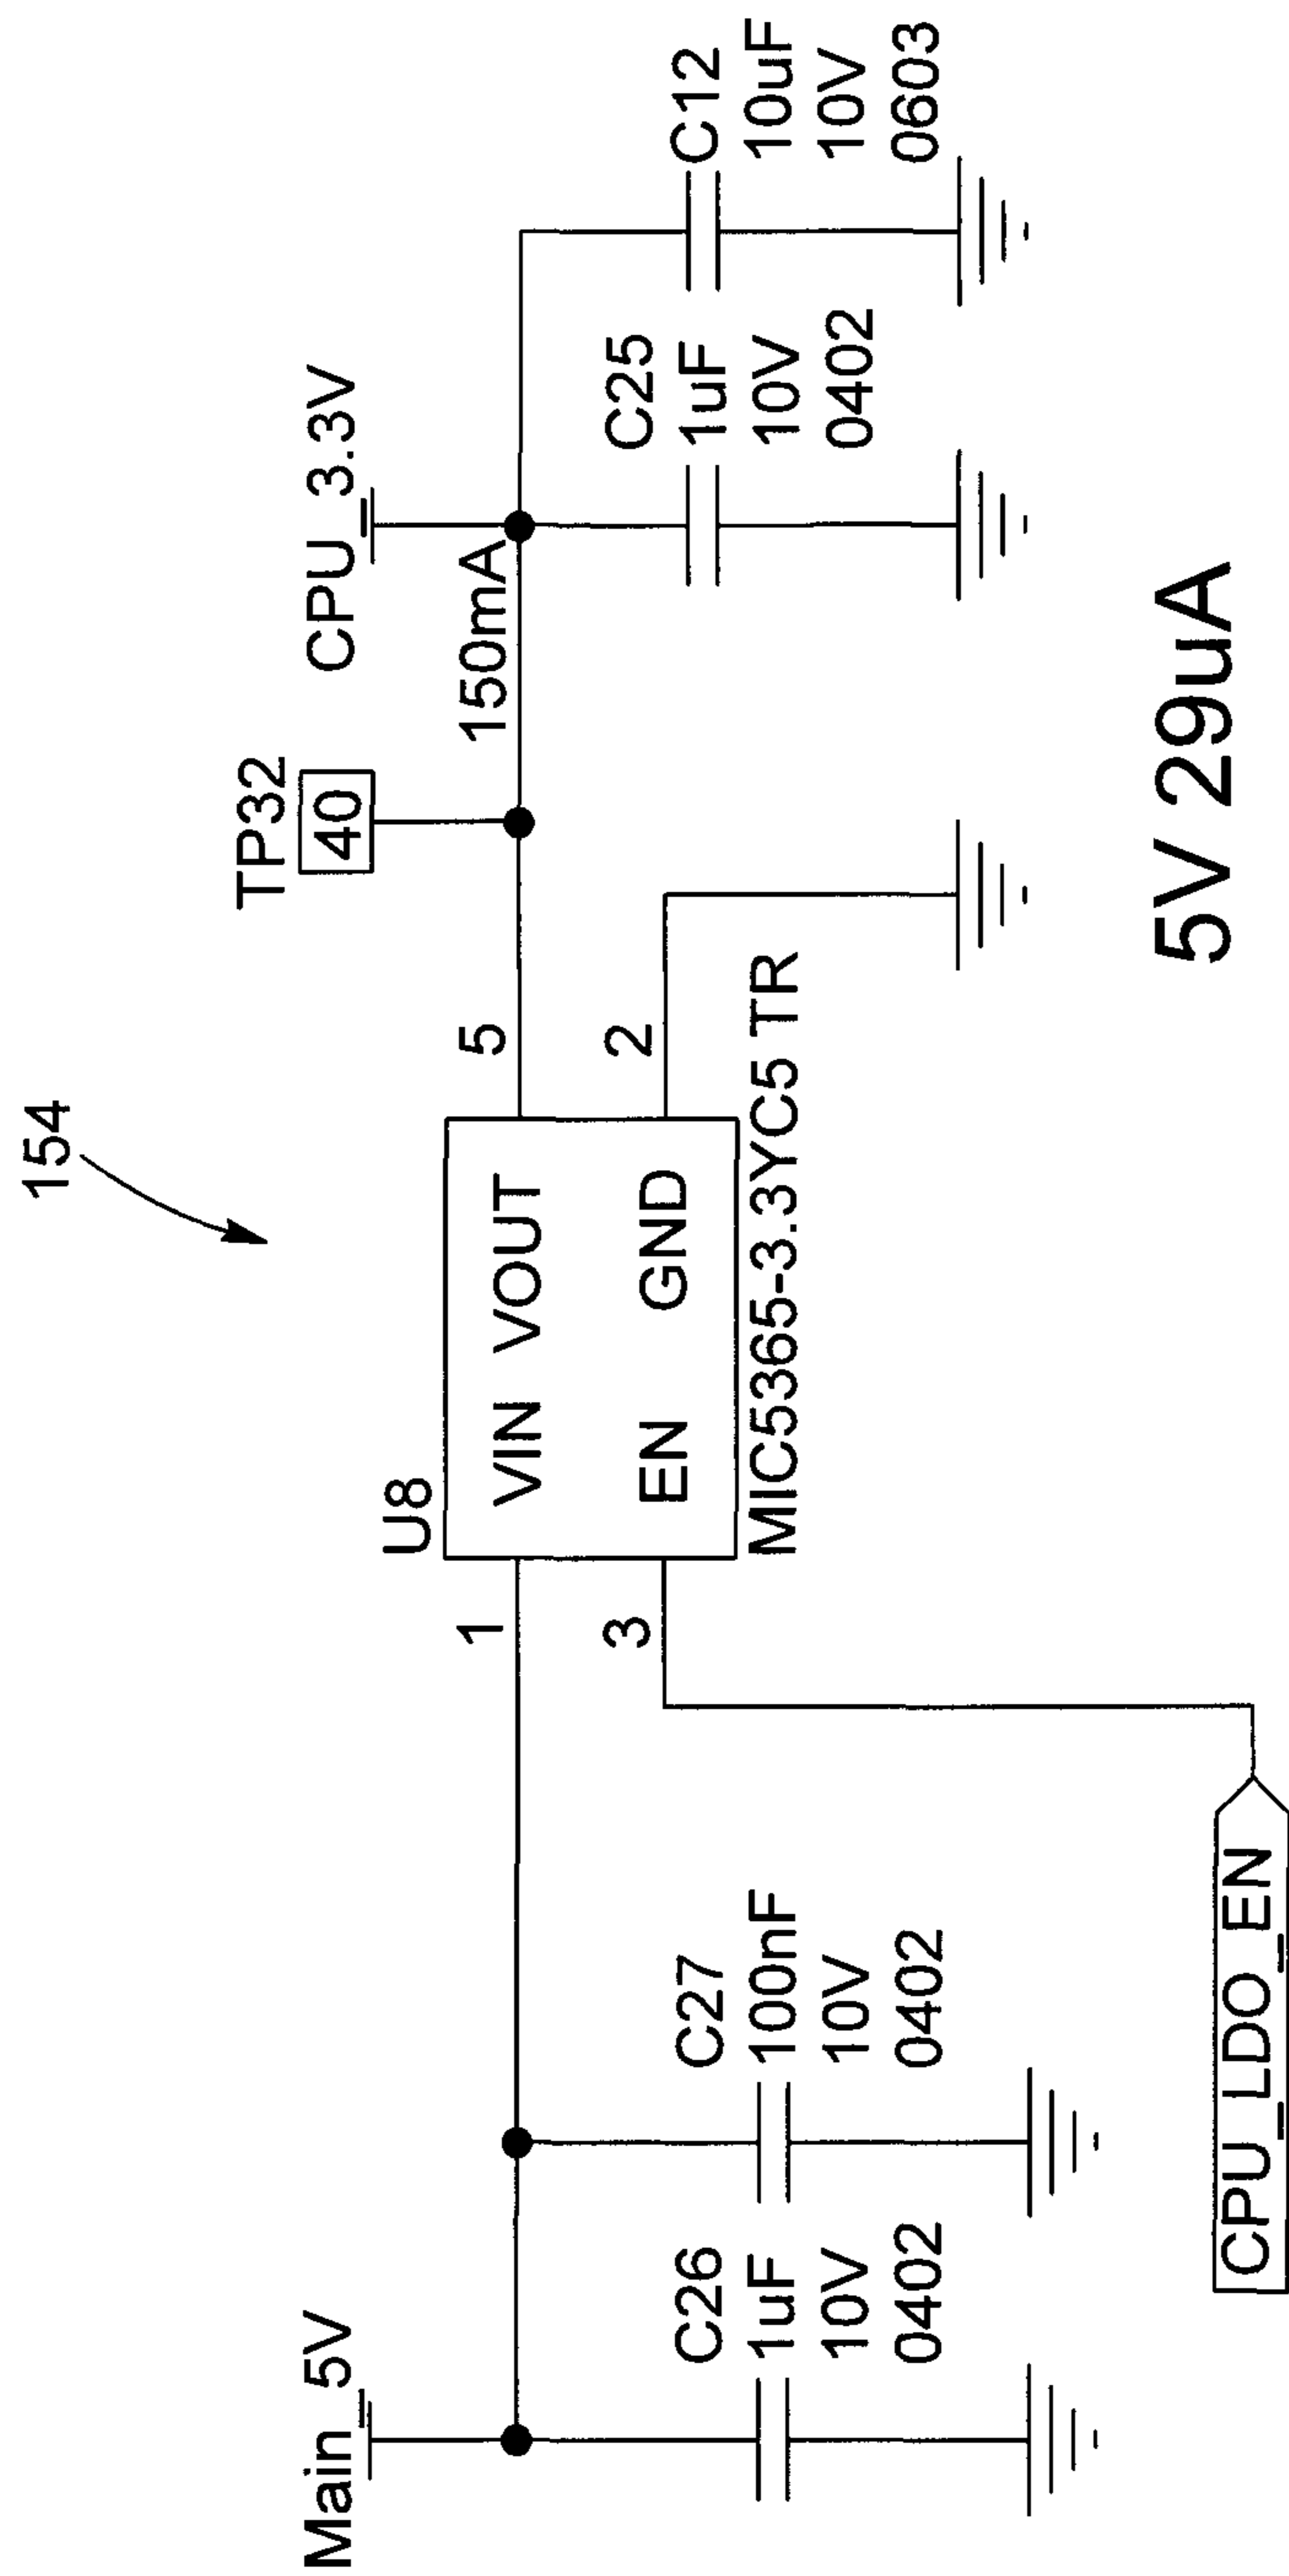 154
Main_5V
C26
1uF
10V
0402
C27
100nF
10V
0402
CPU_LDO_EN
1
3
U8
VIN VOUT
EN GND
MIC5365-3.3YC5 TR
5
2
TP32
40
150mA
CPU_3.3V
C25
1uF
10V
0402
C12
10uF
10V
0603
5V 29uA